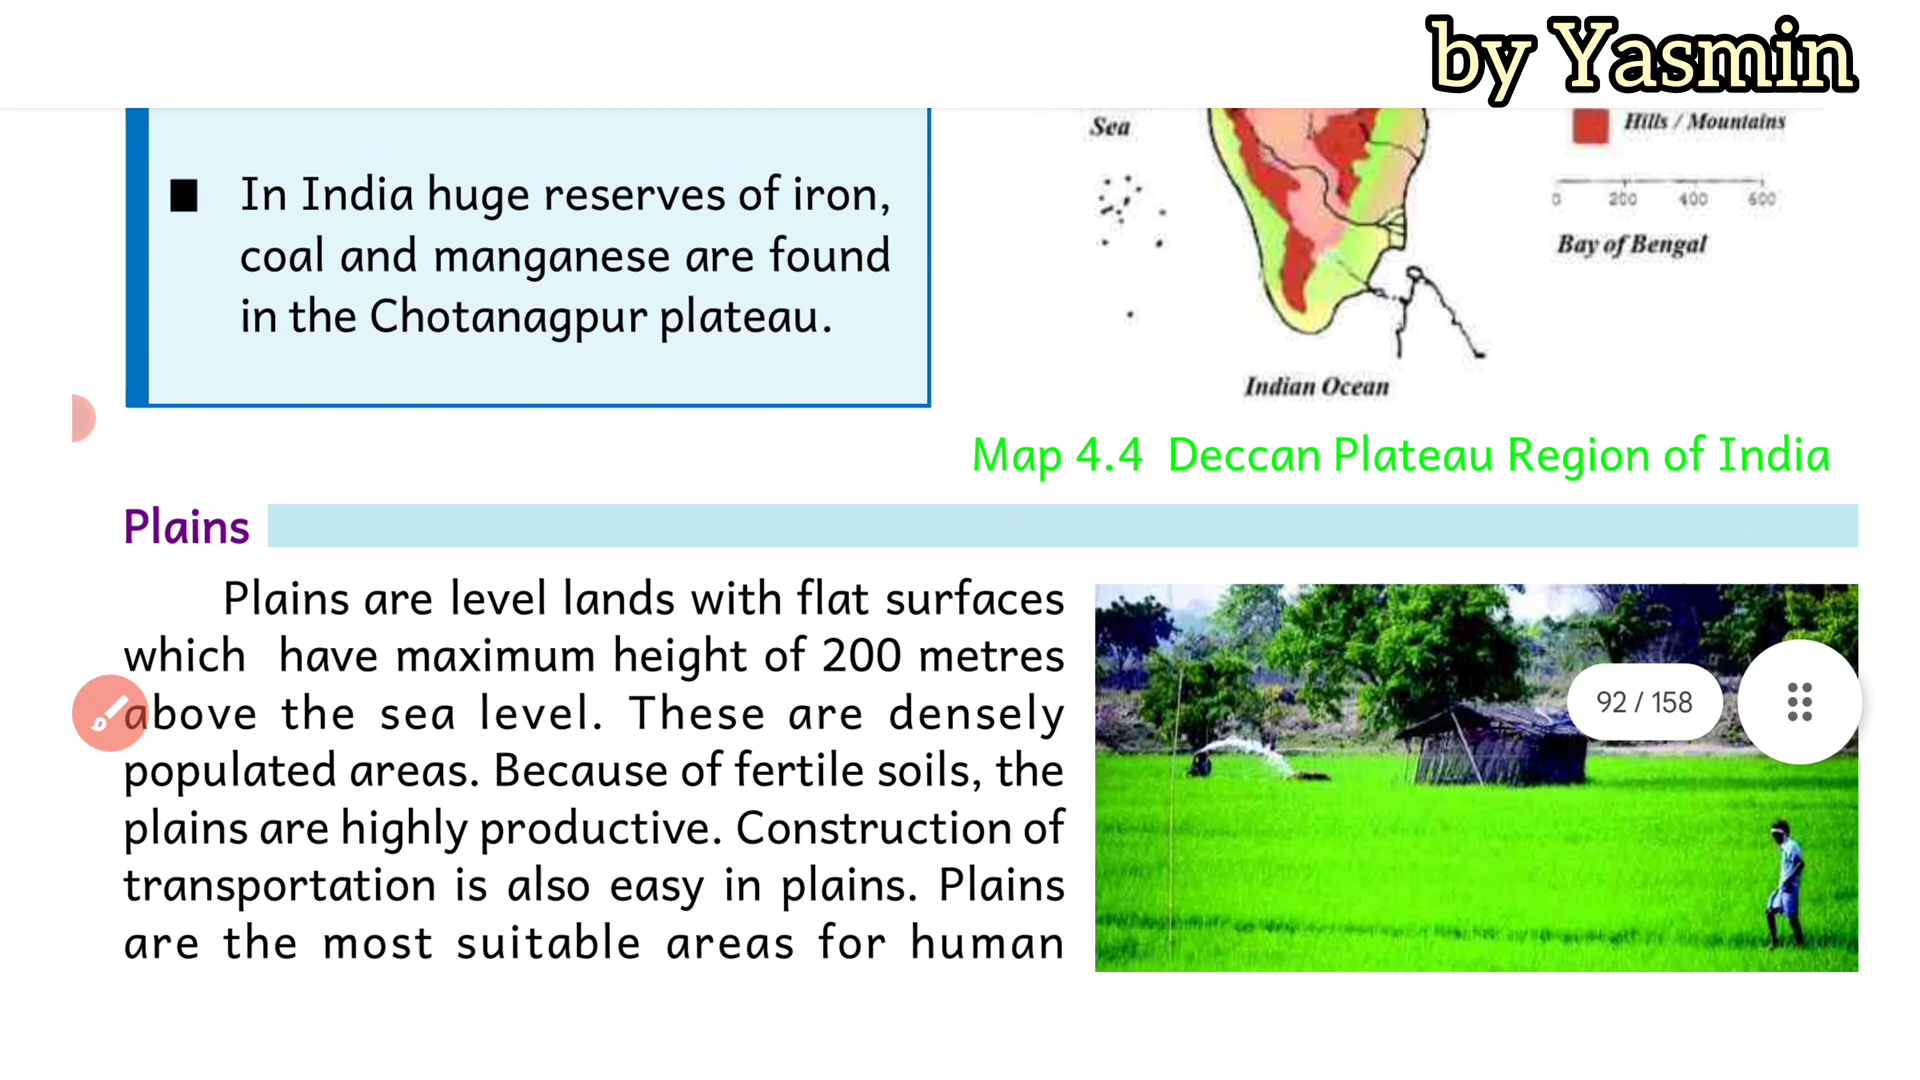 by Yasmin
In India huge reserves of iron,
coal and manganese are found
in the Chotanagpur plateau.
Sea
Hills / Mountains
0 200 400 600
Bay of Bengal
Indian Ocean
Map 4.4 Deccan Plateau Region of India
Plains
Plains are level lands with flat surfaces
which have maximum height of 200 metres
above the sea level. These are densely
populated areas. Because of fertile soils, the
plains are highly productive. Construction of
transportation is also easy in plains. Plains
are the most suitable areas for human
92 / 158